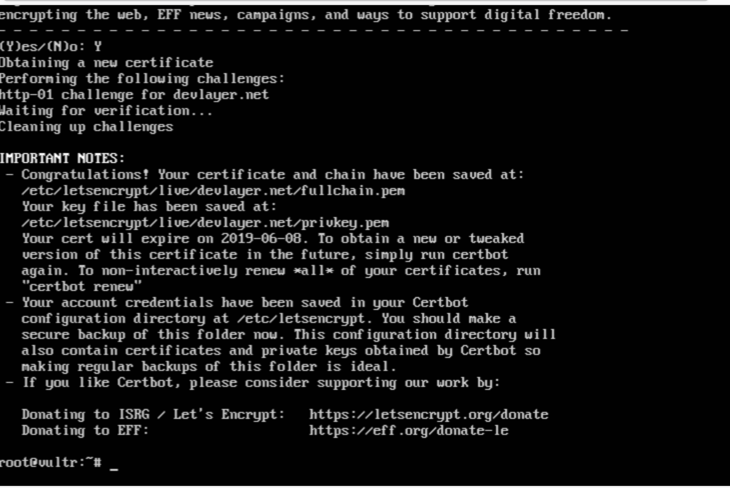 encrypting the web, EFF news, campaigns, and ways to support digital freedom.
- - - - - - - - - - - - - - - - - - - - - - - - - - - - - - - - - - - - - - - -
(Y)es/(N)o: Y
Obtaining a new certificate
Performing the following challenges:
http-01 challenge for devlayer.net
Waiting for verification...
Cleaning up challenges
IMPORTANT NOTES:
- Congratulations! Your certificate and chain have been saved at:
/etc/letsencrypt/live/devlayer.net/fullchain.pem
Your key file has been saved at:
/etc/letsencrypt/live/devlayer.net/privkey.pem
Your cert will expire on 2019-06-08. To obtain a new or tweaked
version of this certificate in the future, simply run certbot
again. To non-interactively renew *all* of your certificates, run
"certbot renew"
- Your account credentials have been saved in your Certbot
configuration directory at /etc/letsencrypt. You should make a
secure backup of this folder now. This configuration directory will
also contain certificates and private keys obtained by Certbot so
making regular backups of this folder is ideal.
- If you like Certbot, please consider supporting our work by:
Donating to ISRG / Let's Encrypt: https://letsencrypt.org/donate
Donating to EFF: https://eff.org/donate-le
root@vultr:~# _